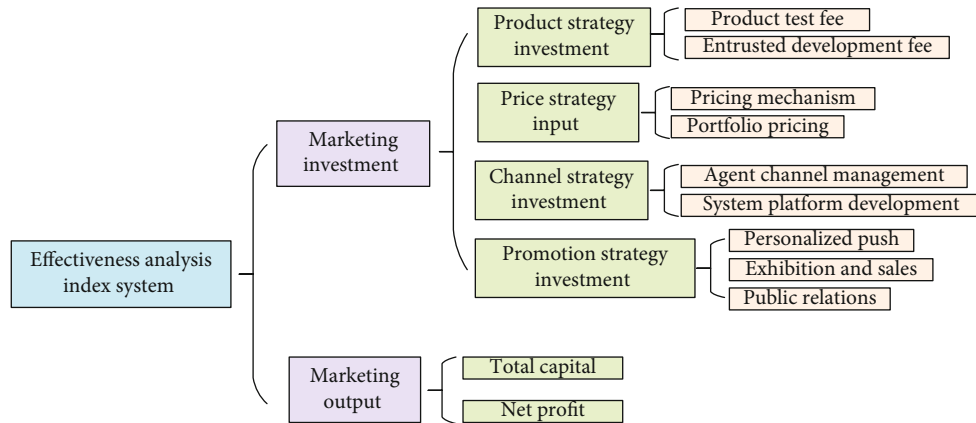 Effectiveness analysis
index system
Marketing
investment
Product strategy
investment
Product test fee
Entrusted development fee
Price strategy
input
Pricing mechanism
Portfolio pricing
Channel strategy
investment
Agent channel management
System platform development
Promotion strategy
investment
Personalized push
Exhibition and sales
Public relations
Marketing
output
Total capital
Net profit